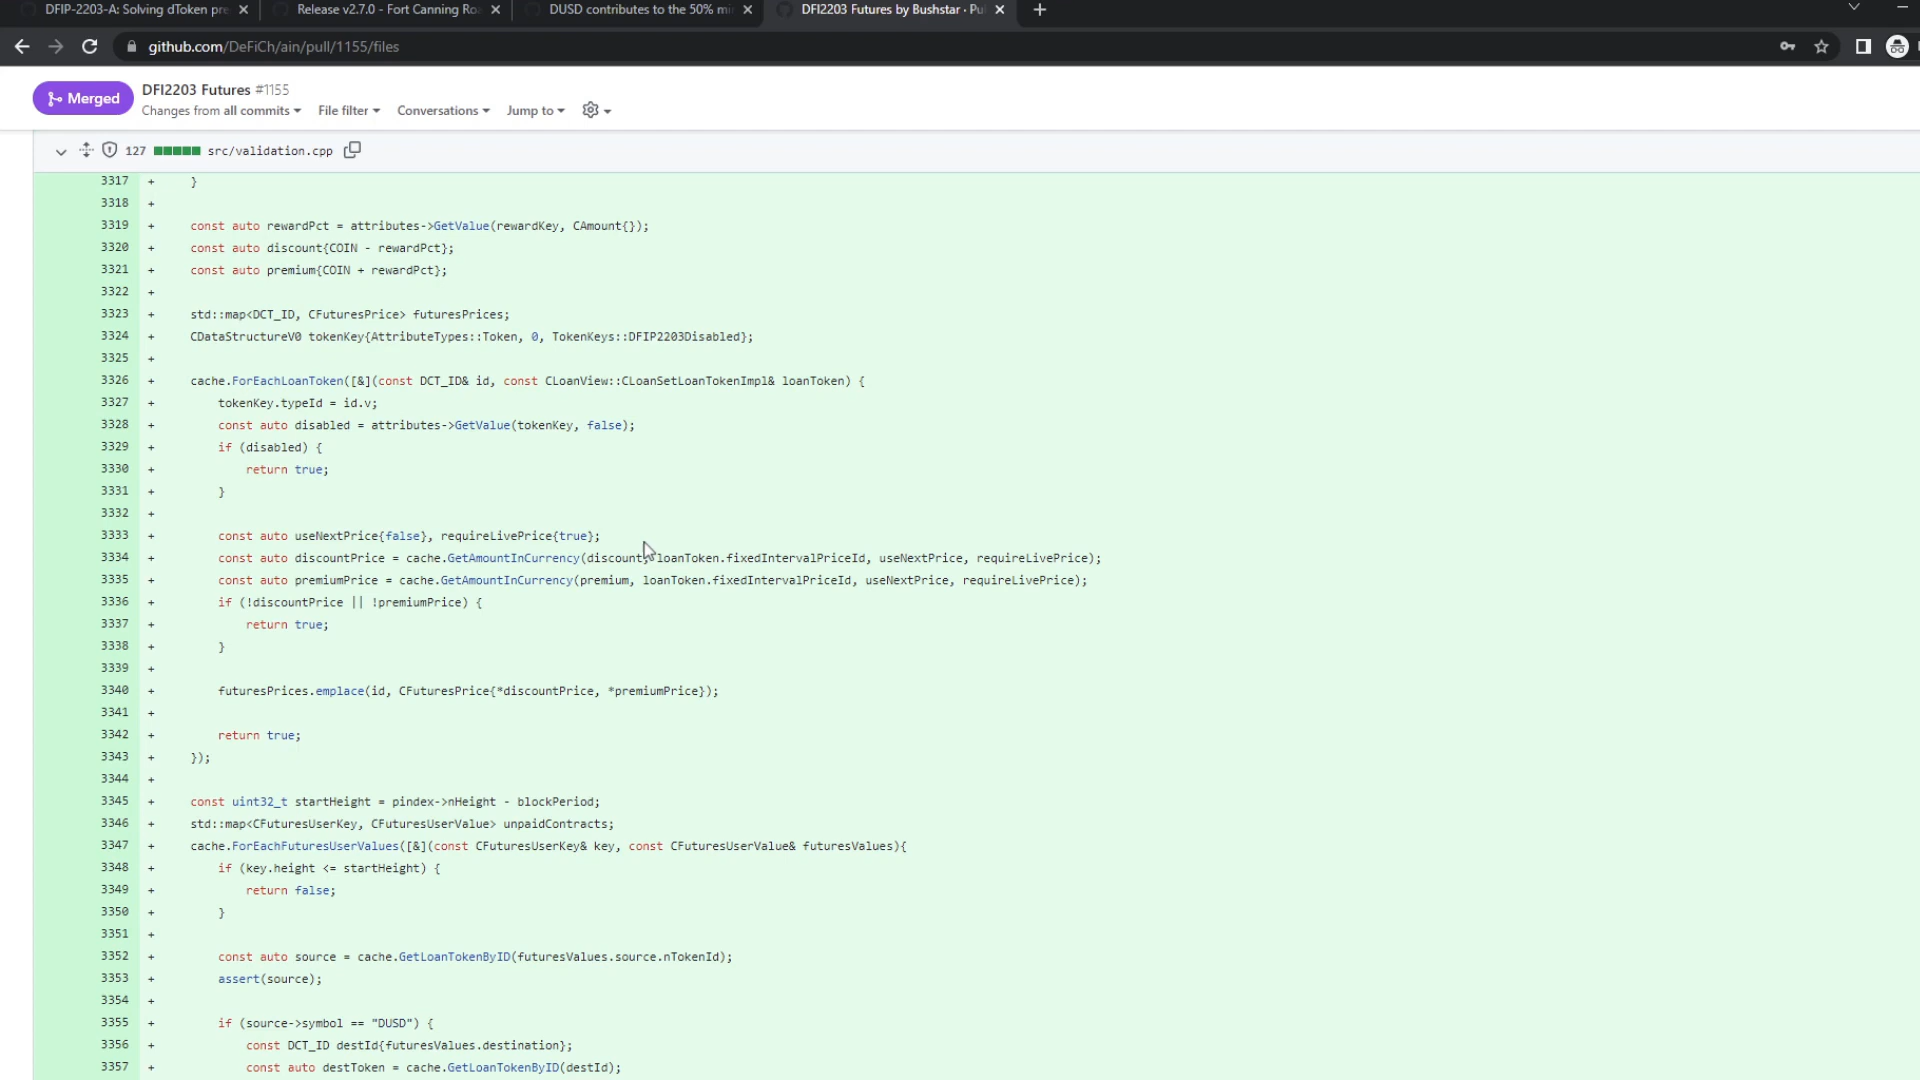 DFIP-2203-A: Solving dToken pre
Release v2.7.0 - Fort Canning Roa
DUSD contributes to the 50% mi
DFI2203 Futures by Bushstar · Pu
github.com/DeFiCh/ain/pull/1155/files
Merged
DFI2203 Futures #1155
Changes from all commits File filter Conversations Jump to
127 src/validation.cpp
3317 + }
3318 +
3319 + const auto rewardPct = attributes->GetValue(rewardKey, CAmount{});
3320 + const auto discount{COIN - rewardPct};
3321 + const auto premium{COIN + rewardPct};
3322 +
3323 + std::map<DCT_ID, CFuturesPrice> futuresPrices;
3324 + CDataStructureV0 tokenKey{AttributeTypes::Token, 0, TokenKeys::DFIP2203Disabled};
3325 +
3326 + cache.ForEachLoanToken([&](const DCT_ID& id, const CLoanView::CLoanSetLoanTokenImpl& loanToken) {
3327 + tokenKey.typeId = id.v;
3328 + const auto disabled = attributes->GetValue(tokenKey, false);
3329 + if (disabled) {
3330 + return true;
3331 + }
3332 +
3333 + const auto useNextPrice{false}, requireLivePrice{true};
3334 + const auto discountPrice = cache.GetAmountInCurrency(discount, loanToken.fixedIntervalPriceId, useNextPrice, requireLivePrice);
3335 + const auto premiumPrice = cache.GetAmountInCurrency(premium, loanToken.fixedIntervalPriceId, useNextPrice, requireLivePrice);
3336 + if (!discountPrice || !premiumPrice) {
3337 + return true;
3338 + }
3339 +
3340 + futuresPrices.emplace(id, CFuturesPrice{*discountPrice, *premiumPrice});
3341 +
3342 + return true;
3343 + });
3344 +
3345 + const uint32_t startHeight = pindex->nHeight - blockPeriod;
3346 + std::map<CFuturesUserKey, CFuturesUserValue> unpaidContracts;
3347 + cache.ForEachFuturesUserValues([&](const CFuturesUserKey& key, const CFuturesUserValue& futuresValues){
3348 + if (key.height <= startHeight) {
3349 + return false;
3350 + }
3351 +
3352 + const auto source = cache.GetLoanTokenByID(futuresValues.source.nTokenId);
3353 + assert(source);
3354 +
3355 + if (source->symbol == "DUSD") {
3356 + const DCT_ID destId{futuresValues.destination};
3357 + const auto destToken = cache.GetLoanTokenByID(destId);